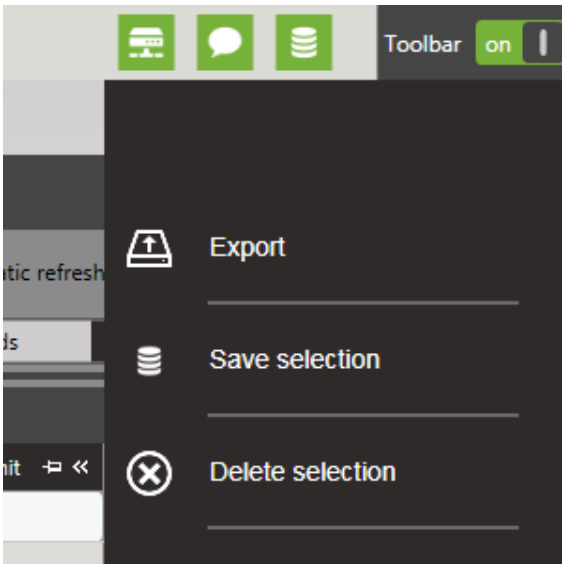 Toolbar on
Export
atic refresh
ds
Save selection
nit
Delete selection